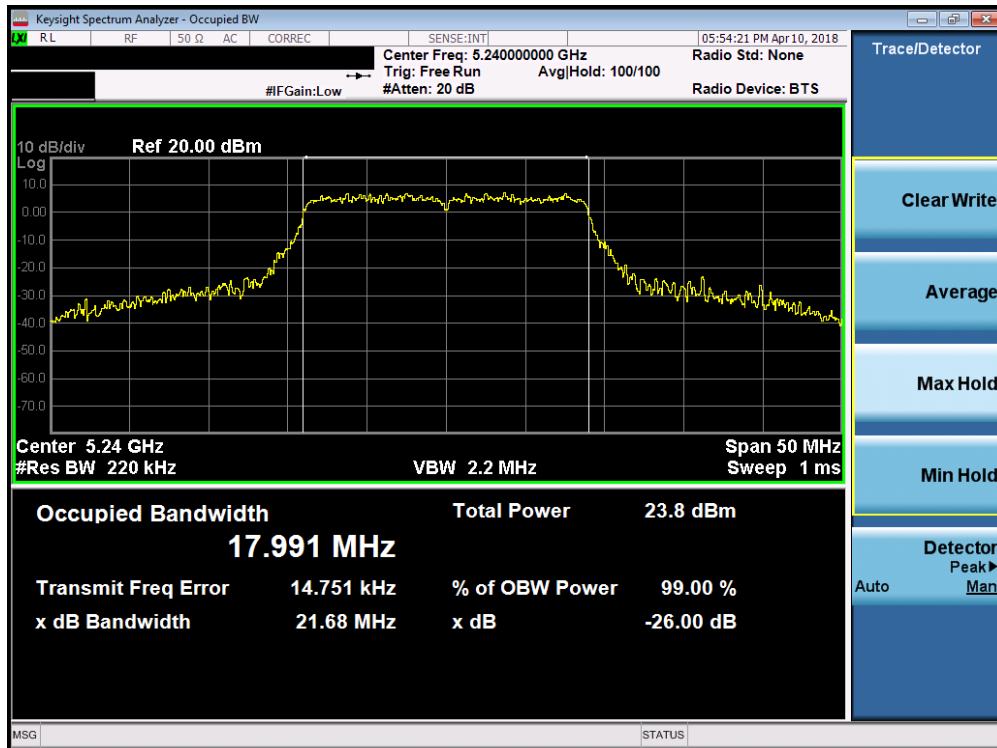 Keysight Spectrum Analyzer - Occupied BW
LXI RL RF 50 Ω AC CORREC SENSE:INT 05:54:21 PM Apr 10, 2018
Center Freq: 5.240000000 GHz Radio Std: None
Trig: Free Run Avg|Hold: 100/100
#IFGain:Low #Atten: 20 dB Radio Device: BTS
10 dB/div Ref 20.00 dBm
Log
10.0
0.00
-10.0
-20.0
-30.0
-40.0
-50.0
-60.0
-70.0
Center 5.24 GHz Span 50 MHz
#Res BW 220 kHz VBW 2.2 MHz Sweep 1 ms
Occupied Bandwidth Total Power 23.8 dBm
17.991 MHz
Transmit Freq Error 14.751 kHz % of OBW Power 99.00 %
x dB Bandwidth 21.68 MHz x dB -26.00 dB
MSG STATUS
Trace/Detector
Clear Write
Average
Max Hold
Min Hold
Detector
Peak▶
Auto Man